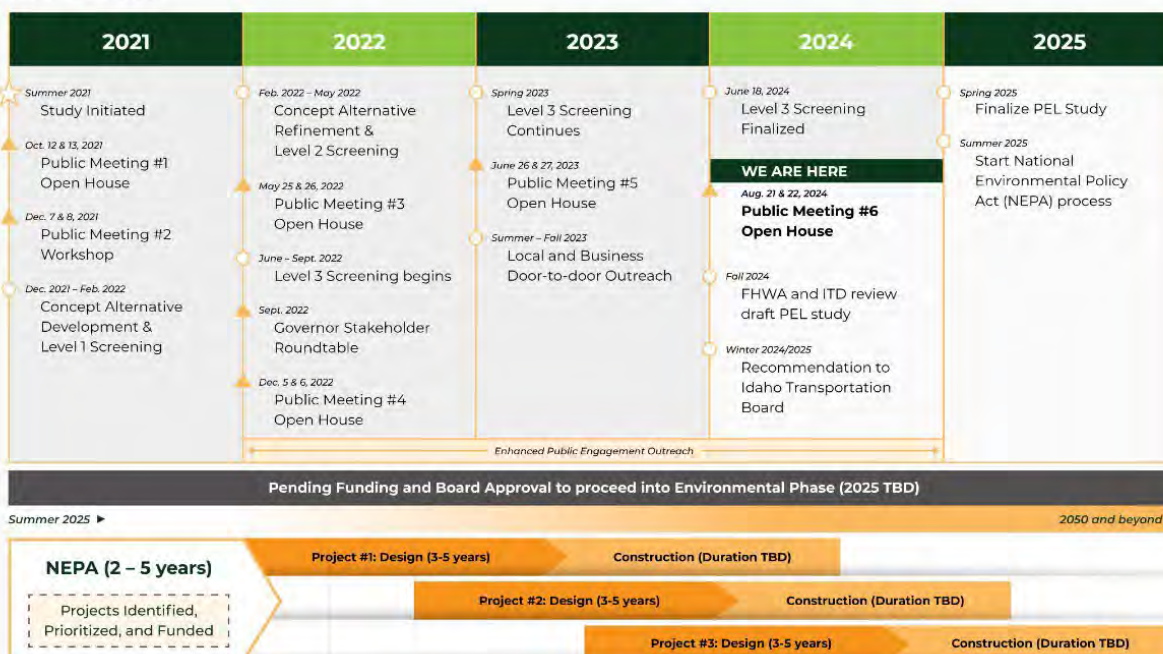 2021
2022
2023
2024
2025
Summer 2021
Study Initiated
Oct. 12 & 13, 2021
Public Meeting #1
Open House
Dec. 7 & 8, 2021
Public Meeting #2
Workshop
Dec. 2021 – Feb. 2022
Concept Alternative
Development &
Level 1 Screening
Feb. 2022 – May 2022
Concept Alternative
Refinement &
Level 2 Screening
May 25 & 26, 2022
Public Meeting #3
Open House
June – Sept. 2022
Level 3 Screening begins
Sept. 2022
Governor Stakeholder
Roundtable
Dec. 5 & 6, 2022
Public Meeting #4
Open House
Spring 2023
Level 3 Screening
Continues
June 26 & 27, 2023
Public Meeting #5
Open House
Summer – Fall 2023
Local and Business
Door-to-door Outreach
June 18, 2024
Level 3 Screening
Finalized
WE ARE HERE
Aug. 21 & 22, 2024
Public Meeting #6
Open House
Fall 2024
FHWA and ITD review
draft PEL study
Winter 2024/2025
Recommendation to
Idaho Transportation
Board
Spring 2025
Finalize PEL Study
Summer 2025
Start National
Environmental Policy
Act (NEPA) process
Enhanced Public Engagement Outreach
Pending Funding and Board Approval to proceed into Environmental Phase (2025 TBD)
Summer 2025 ►
2050 and beyond
NEPA (2 – 5 years)
Projects Identified,
Prioritized, and Funded
Project #1: Design (3-5 years)
Construction (Duration TBD)
Project #2: Design (3-5 years)
Construction (Duration TBD)
Project #3: Design (3-5 years)
Construction (Duration TBD)